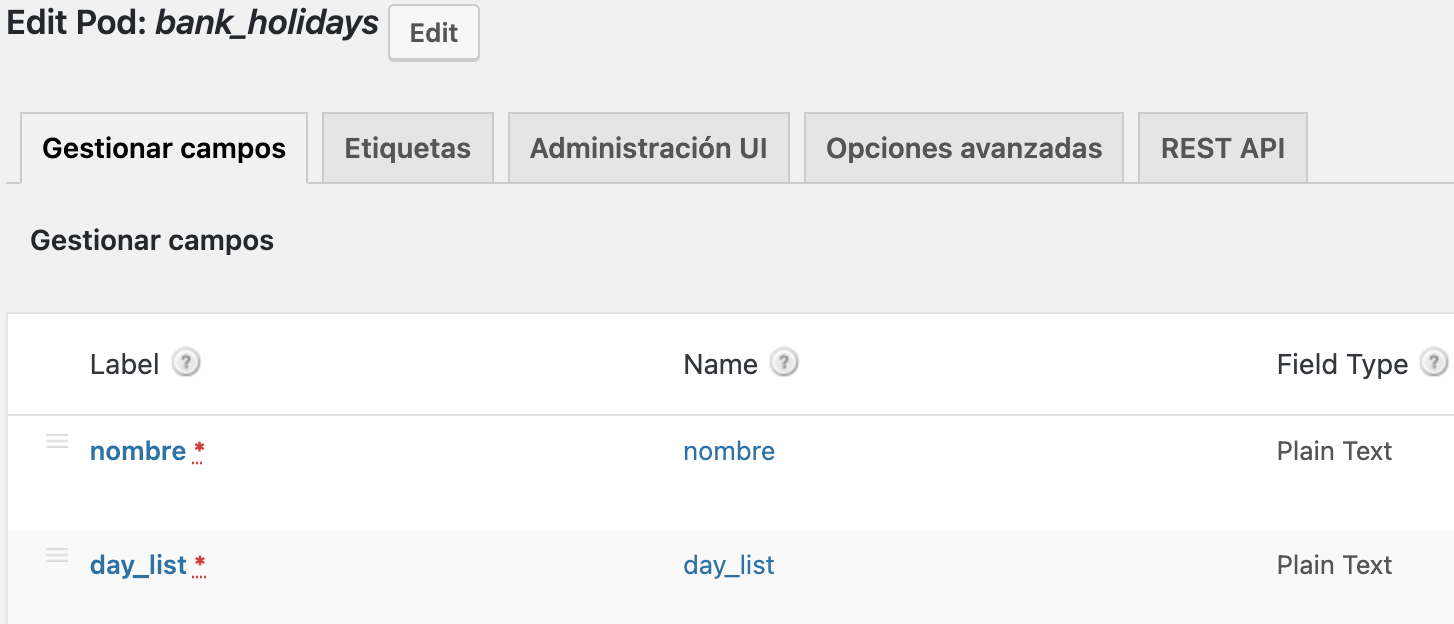 Edit Pod: bank_holidays Edit
Gestionar campos Etiquetas Administración UI Opciones avanzadas REST API
Gestionar campos
Label ? Name ? Field Type ?
nombre * nombre Plain Text
day_list * day_list Plain Text